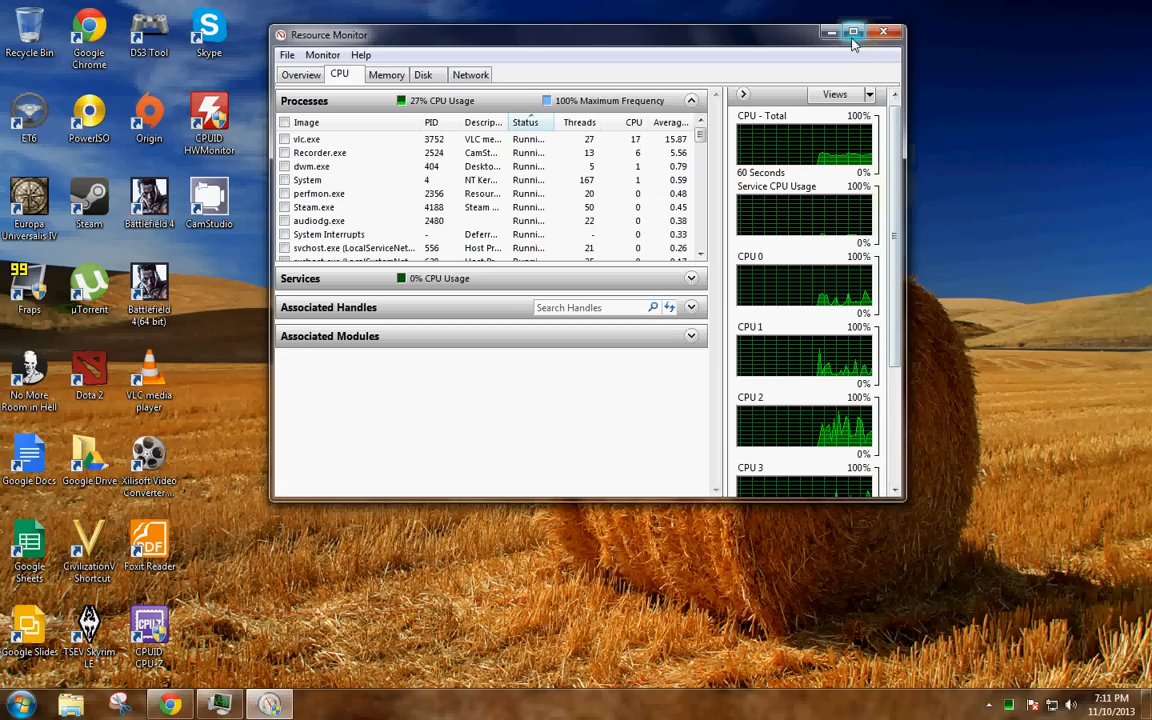 Resource Monitor
File Monitor Help
Overview CPU Memory Disk Network
Processes 27% CPU Usage 100% Maximum Frequency
Image PID Descrip... Status Threads CPU Averag...
vlc.exe 3752 VLC me... Runni... 27 17 15.87
Recorder.exe 2524 CamSt... Runni... 13 6 5.56
dwm.exe 404 Deskto... Runni... 5 1 0.79
System 4 NT Ker... Runni... 167 1 0.59
perfmon.exe 2356 Resour... Runni... 20 0 0.48
Steam.exe 4188 Steam ... Runni... 50 0 0.45
audiodg.exe 2480 Runni... 22 0 0.38
System Interrupts - Deferr... Runni... - 0 0.33
svchost.exe (LocalServiceNet... 556 Host Pr... Runni... 21 0 0.26
Services 0% CPU Usage
Associated Handles Search Handles
Associated Modules
Views
CPU - Total 100%
60 Seconds 0%
Service CPU Usage 100%
0%
CPU 0 100%
0%
CPU 1 100%
0%
CPU 2 100%
0%
CPU 3 100%
Recycle Bin
Google Chrome
DS3 Tool
Skype
ET6
PowerISO
Origin
CPUID HWMonitor
Europa Universalis IV
Steam
Battlefield 4
CamStudio
99
Fraps
µTorrent
Battlefield 4(64 bit)
No More Room in Hell
Dota 2
VLC media player
Google Docs
Google Drive
Xilisoft Video Converter ...
Google Sheets
CivilizationV - Shortcut
PDF
Foxit Reader
Google Slides
TSEV Skyrim LE
CPU-Z
CPUID CPU-Z
7:11 PM
11/10/2013